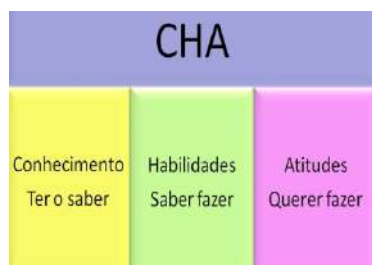 CHA
Conhecimento
Ter o saber
Habilidades
Saber fazer
Atitudes
Querer fazer